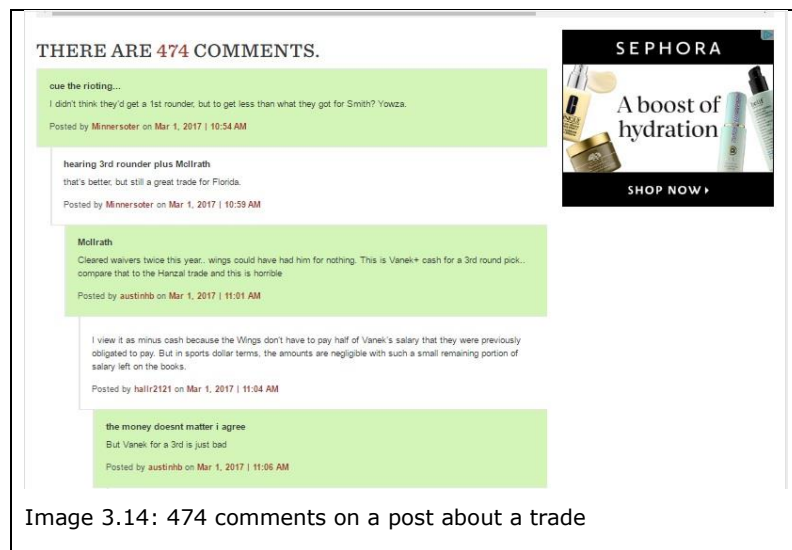 THERE ARE 474 COMMENTS.
cue the rioting...
I didn't think they'd get a 1st rounder, but to get less than what they got for Smith? Yowza.
Posted by Minnersoter on Mar 1, 2017 | 10:54 AM
hearing 3rd rounder plus McIlrath
that's better, but still a great trade for Florida.
Posted by Minnersoter on Mar 1, 2017 | 10:59 AM
McIlrath
Cleared waivers twice this year.. wings could have had him for nothing. This is Vanek+ cash for a 3rd round pick..
compare that to the Hanzal trade and this is horrible
Posted by austinhb on Mar 1, 2017 | 11:01 AM
I view it as minus cash because the Wings don't have to pay half of Vanek's salary that they were previously
obligated to pay. But in sports dollar terms, the amounts are negligible with such a small remaining portion of
salary left on the books.
Posted by hallr2121 on Mar 1, 2017 | 11:04 AM
the money doesnt matter i agree
But Vanek for a 3rd is just bad
Posted by austinhb on Mar 1, 2017 | 11:06 AM
SEPHORA
A boost of
hydration
SHOP NOW
Image 3.14: 474 comments on a post about a trade